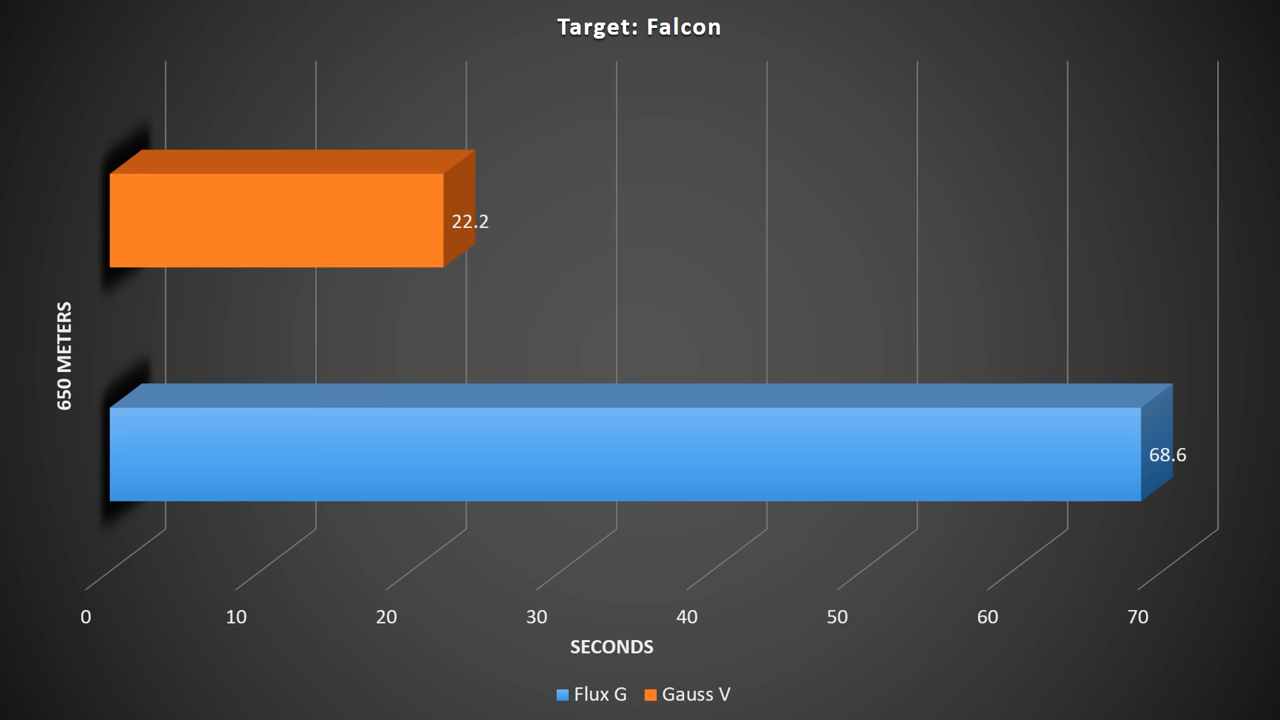 Target: Falcon
22.2
650 METERS
68.6
0 10 20 30 40 50 60 70
SECONDS
Flux G Gauss V